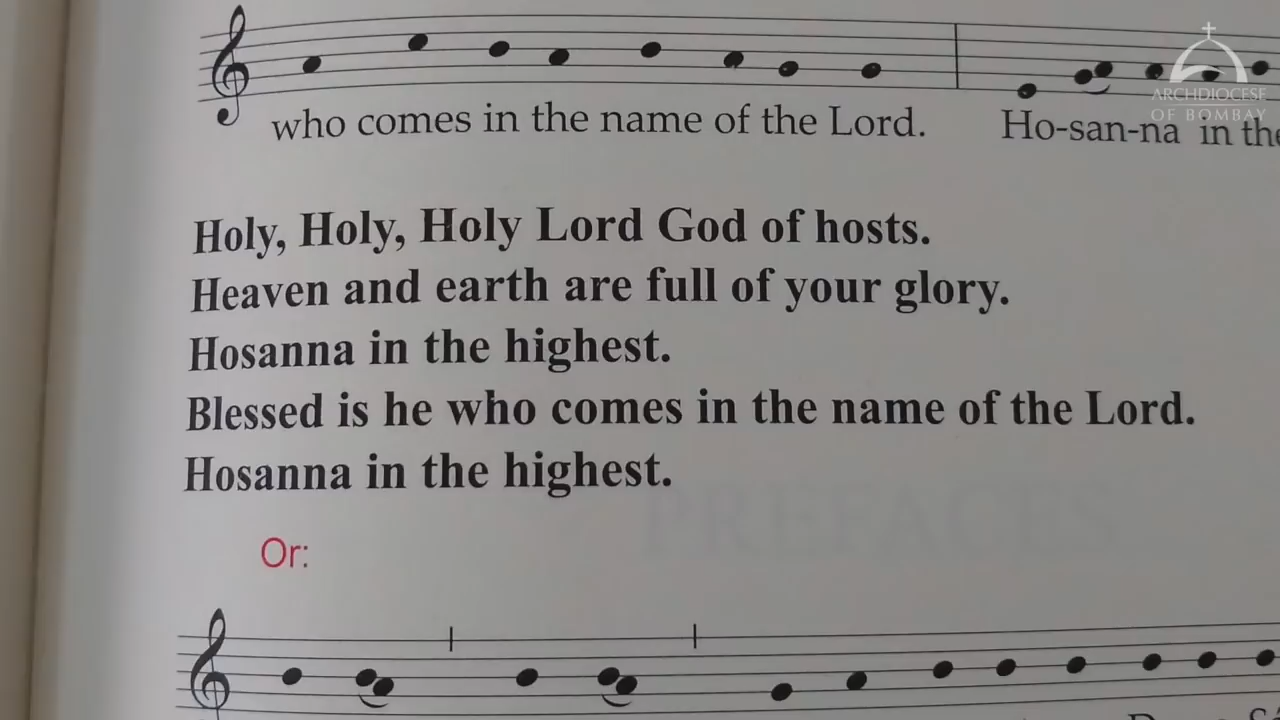 ARCHDIOCESE
OF BOMBAY
who comes in the name of the Lord. Ho-san-na in the
Holy, Holy, Holy Lord God of hosts.
Heaven and earth are full of your glory.
Hosanna in the highest.
Blessed is he who comes in the name of the Lord.
Hosanna in the highest.
PREFACES
Or: